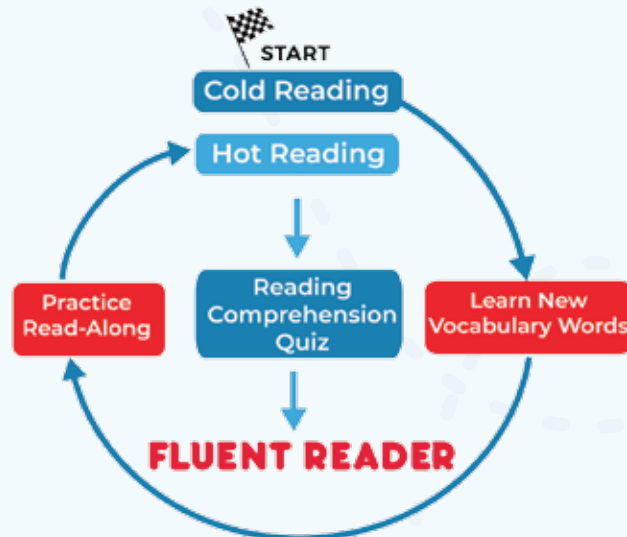 START
Cold Reading
Hot Reading
Practice
Read-Along
Reading
Comprehension
Quiz
Learn New
Vocabulary Words
FLUENT READER